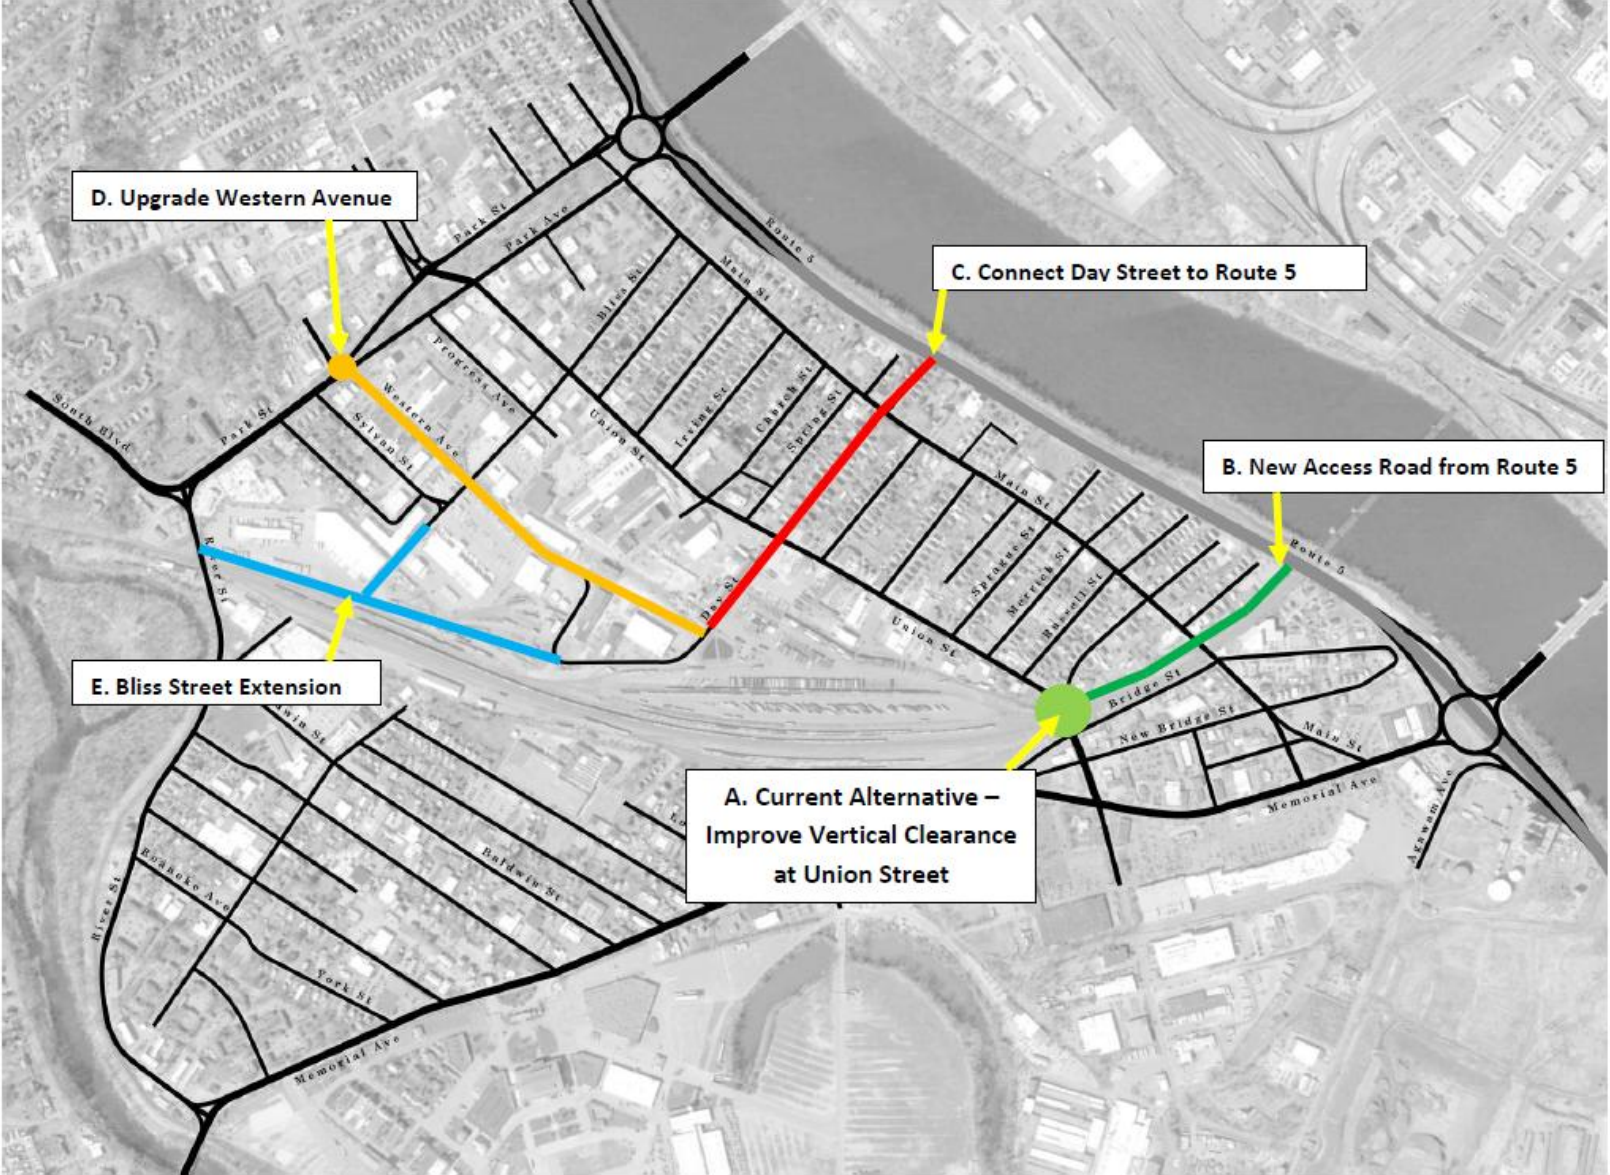 D. Upgrade Western Avenue
Park St
Park Ave
Route 5
C. Connect Day Street to Route 5
Main St
Bliss St
Progress Ave
Western Ave
South Blvd
Park St
Sylvan St
Union St
Irving St
Church St
Spring St
B. New Access Road from Route 5
Main St
Route 5
River St
Sprague St
Merrick St
Russell St
Day St
Union St
E. Bliss Street Extension
Bridge St
New Bridge St
Main St
A. Current Alternative –
Improve Vertical Clearance
at Union Street
Memorial Ave
Agawam Ave
Baldwin St
Roanoke Ave
River St
York St
Memorial Ave